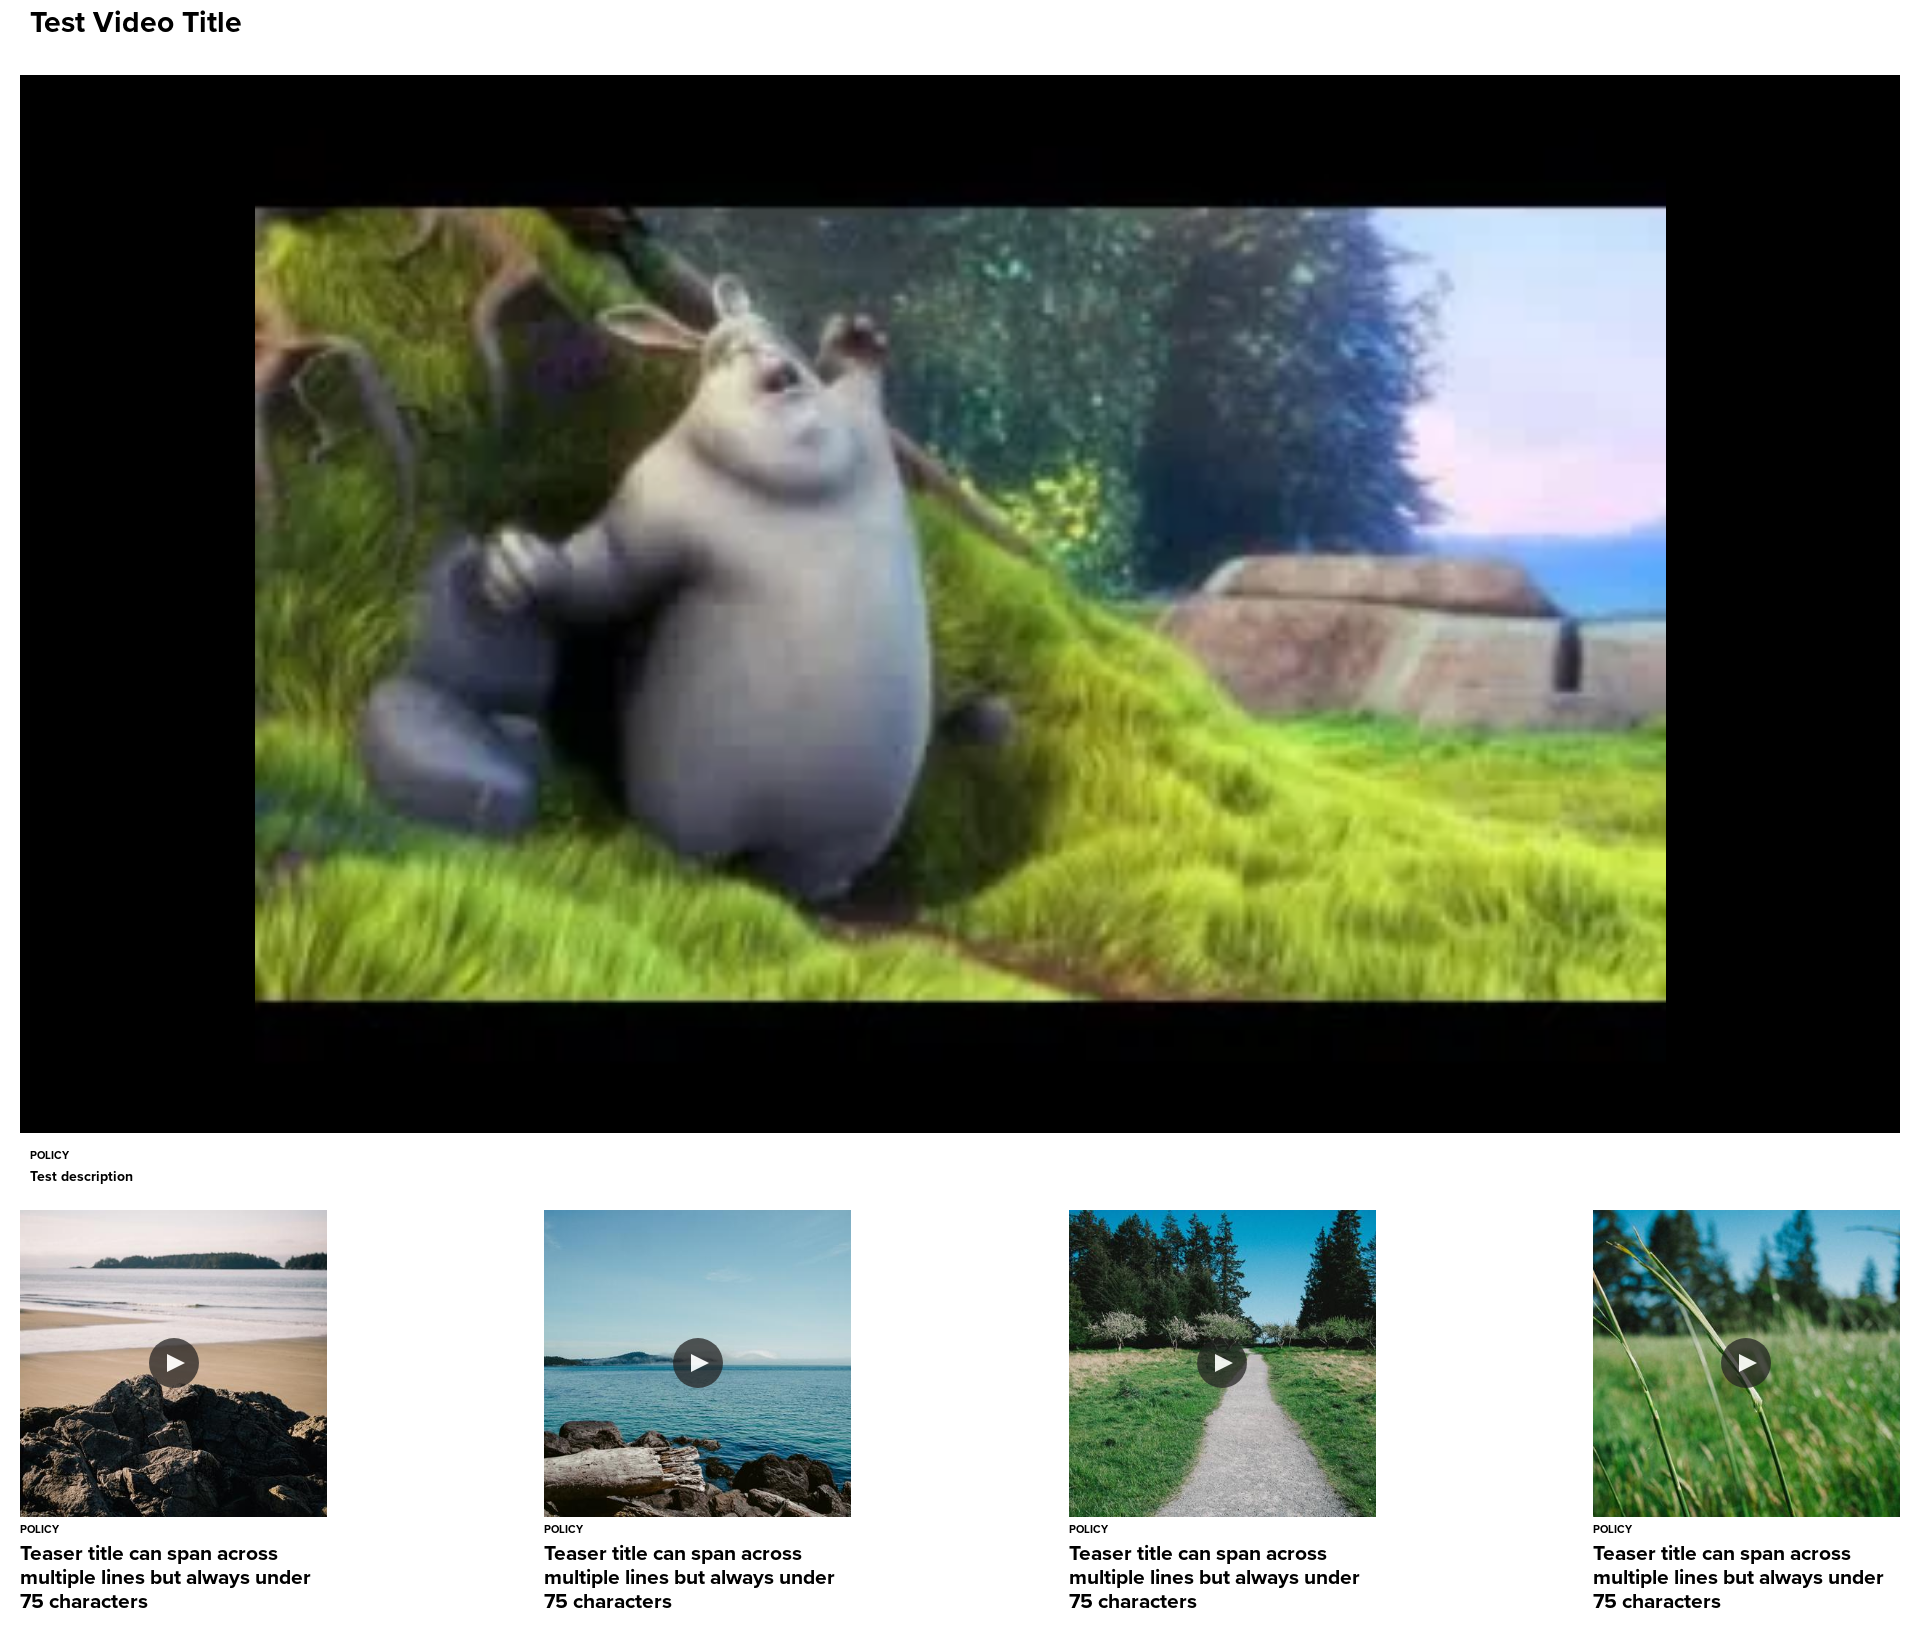 Test Video Title
POLICY
Test description
POLICY
Teaser title can span across
multiple lines but always under
75 characters
POLICY
Teaser title can span across
multiple lines but always under
75 characters
POLICY
Teaser title can span across
multiple lines but always under
75 characters
POLICY
Teaser title can span across
multiple lines but always under
75 characters